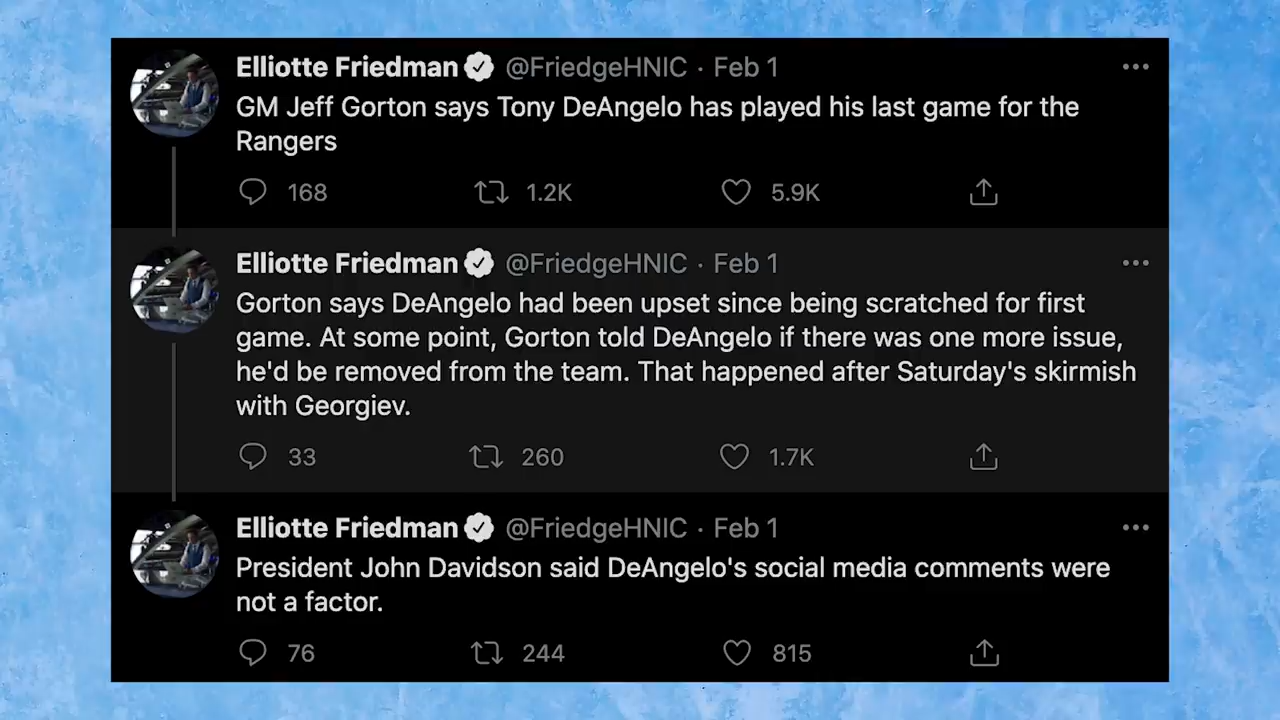 Elliotte Friedman @FriedgeHNIC · Feb 1
GM Jeff Gorton says Tony DeAngelo has played his last game for the
Rangers
168 1.2K 5.9K
Elliotte Friedman @FriedgeHNIC · Feb 1
Gorton says DeAngelo had been upset since being scratched for first
game. At some point, Gorton told DeAngelo if there was one more issue,
he'd be removed from the team. That happened after Saturday's skirmish
with Georgiev.
33 260 1.7K
Elliotte Friedman @FriedgeHNIC · Feb 1
President John Davidson said DeAngelo's social media comments were
not a factor.
76 244 815